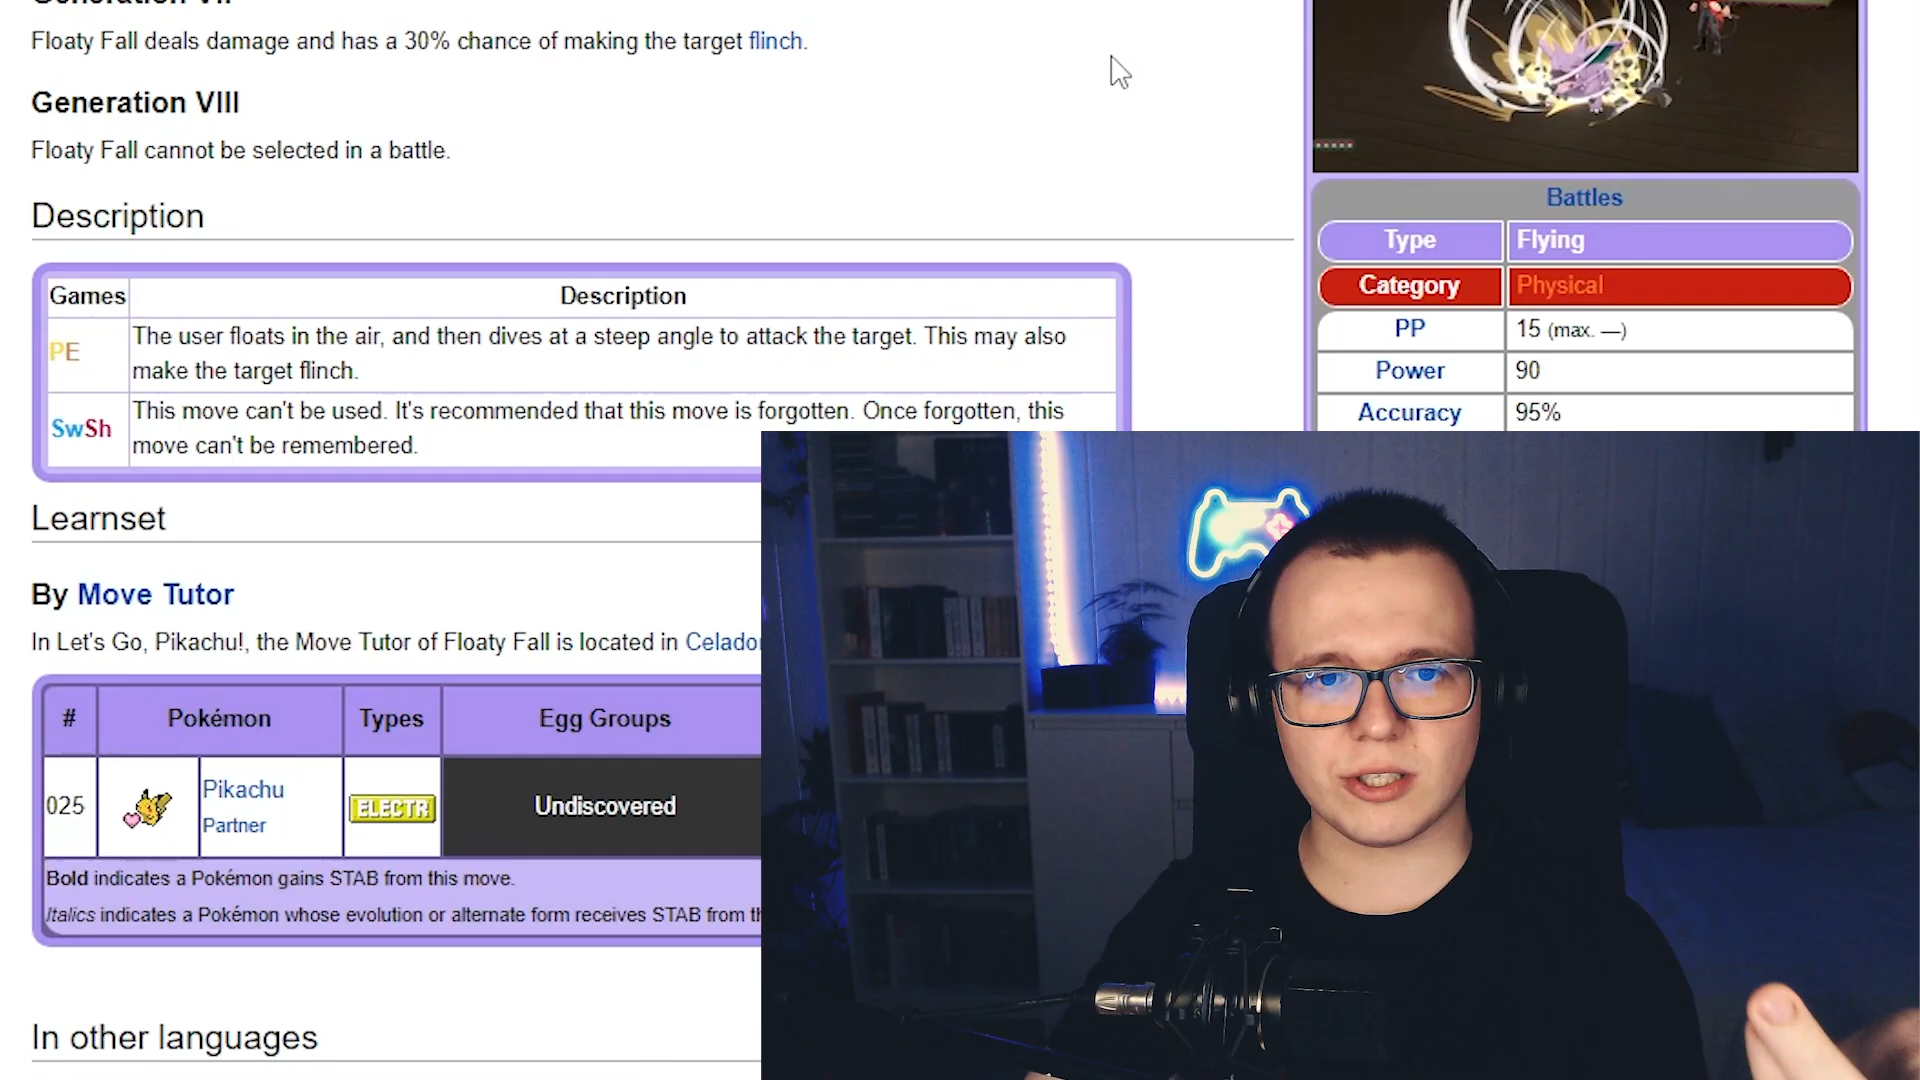 Generation VII
Floaty Fall deals damage and has a 30% chance of making the target flinch.
Generation VIII
Floaty Fall cannot be selected in a battle.
Description
Games Description
PE The user floats in the air, and then dives at a steep angle to attack the target. This may also
make the target flinch.
SwSh This move can't be used. It's recommended that this move is forgotten. Once forgotten, this
move can't be remembered.
Learnset
By Move Tutor
In Let's Go, Pikachu!, the Move Tutor of Floaty Fall is located in
# Pokémon Types Egg Groups
025 Pikachu
Partner
ELECTR
Undiscovered
Bold indicates a Pokémon gains STAB from this move.
Italics indicates a Pokémon whose evolution or alternate form receives STAB from
In other languages
Battles
Type Flying
Category Physical
PP 15 (max. —)
Power 90
Accuracy 95%